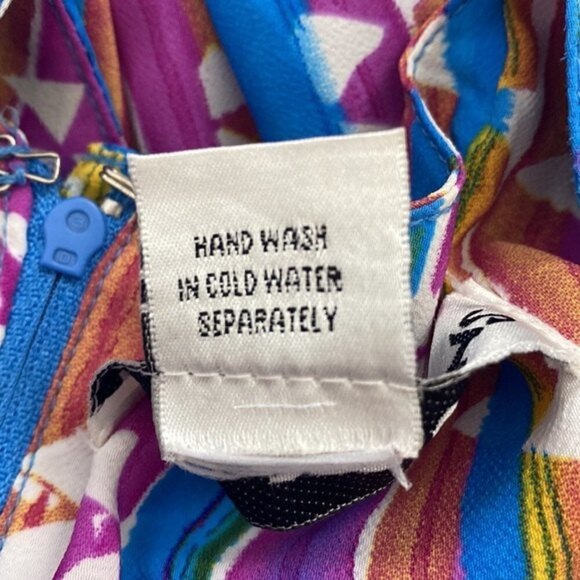 HAND WASH
IN COLD WATER
SEPARATELY